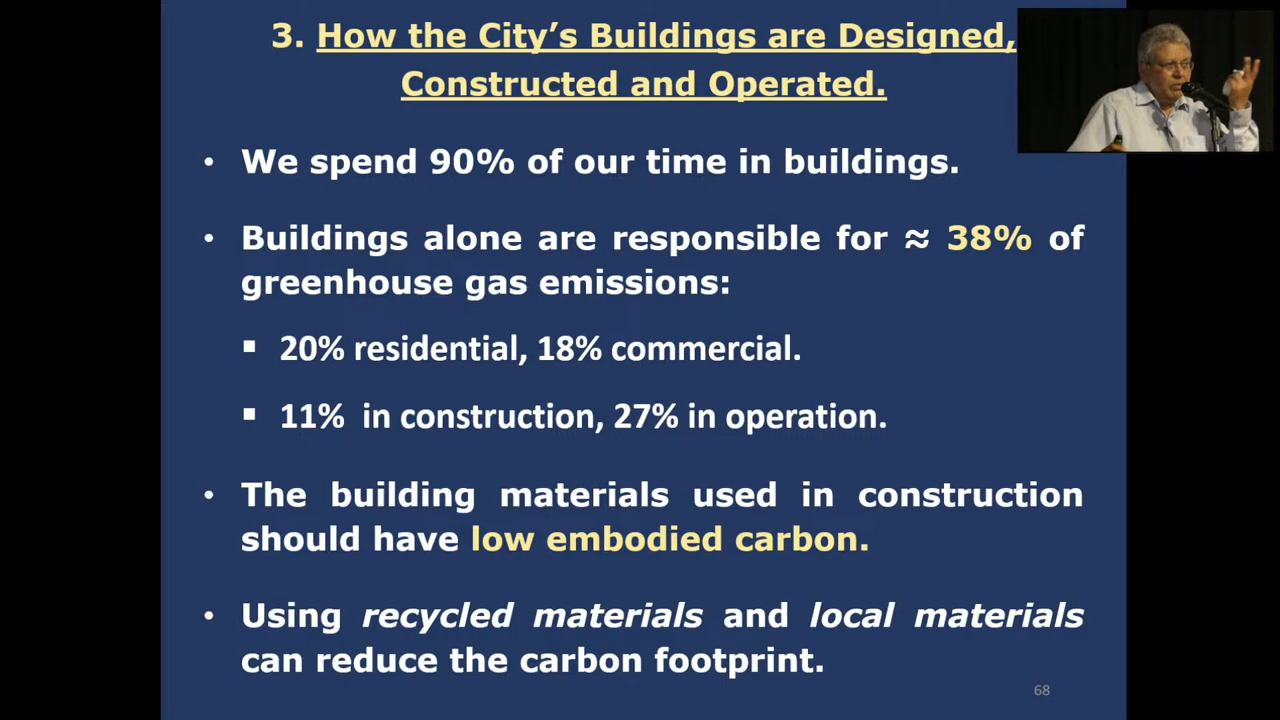 3. How the City's Buildings are Designed,
Constructed and Operated.
• We spend 90% of our time in buildings.
• Buildings alone are responsible for ≈ 38% of
greenhouse gas emissions:
▪ 20% residential, 18% commercial.
▪ 11% in construction, 27% in operation.
• The building materials used in construction
should have low embodied carbon.
• Using recycled materials and local materials
can reduce the carbon footprint.
68